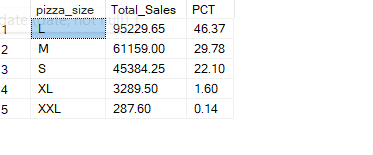 pizza_size Total_Sales PCT
1 L 95229.65 46.37
2 M 61159.00 29.78
3 S 45384.25 22.10
4 XL 3289.50 1.60
5 XXL 287.60 0.14